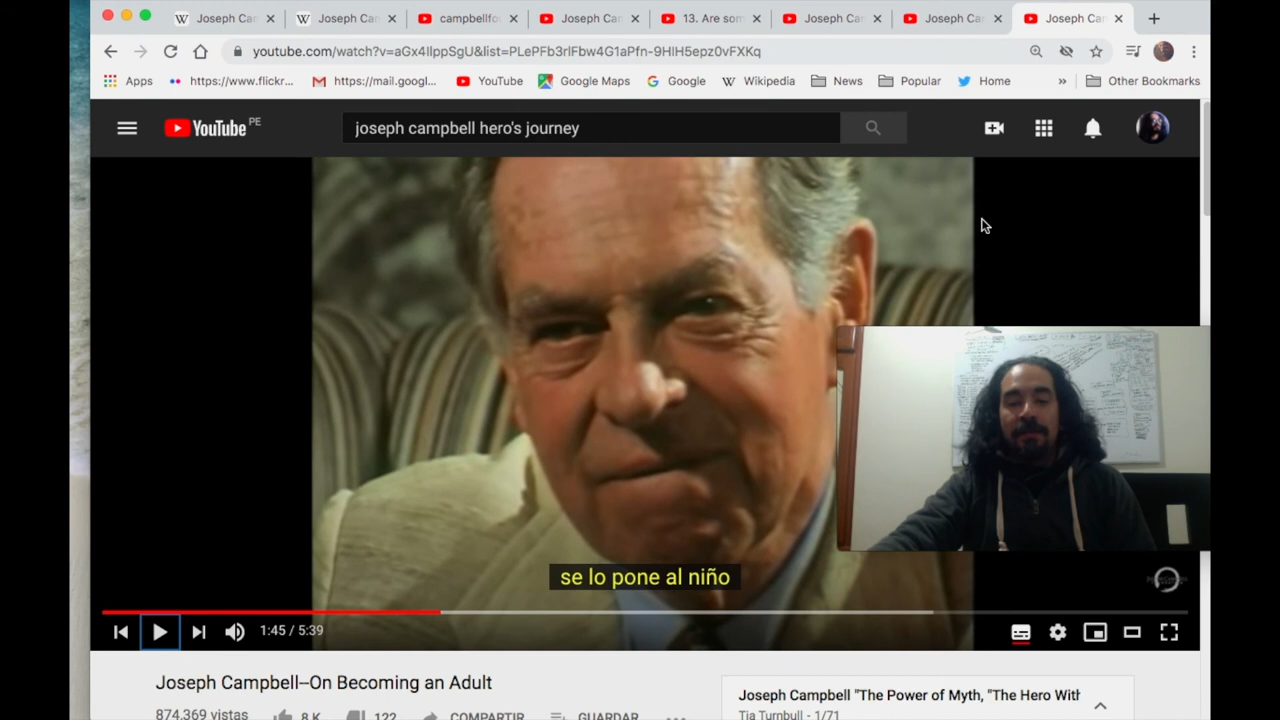 Joseph Ca
Joseph Ca
campbellfo
Joseph Ca
13. Are som
Joseph Ca
Joseph Ca
Joseph Ca
youtube.com/watch?v=aGx4IlppSgU&list=PLePFb3rlFbw4G1aPfn-9HlH5epz0vFXKq
Apps https://www.flickr... https://mail.googl... YouTube Google Maps Google Wikipedia News Popular Home » Other Bookmarks
YouTube PE
joseph campbell hero's journey
se lo pone al niño
1:45 / 5:39
Joseph Campbell--On Becoming an Adult
874,369 vistas 8 K 122 COMPARTIR GUARDAR
Joseph Campbell "The Power of Myth, "The Hero With
Tia Turnbull - 1/71